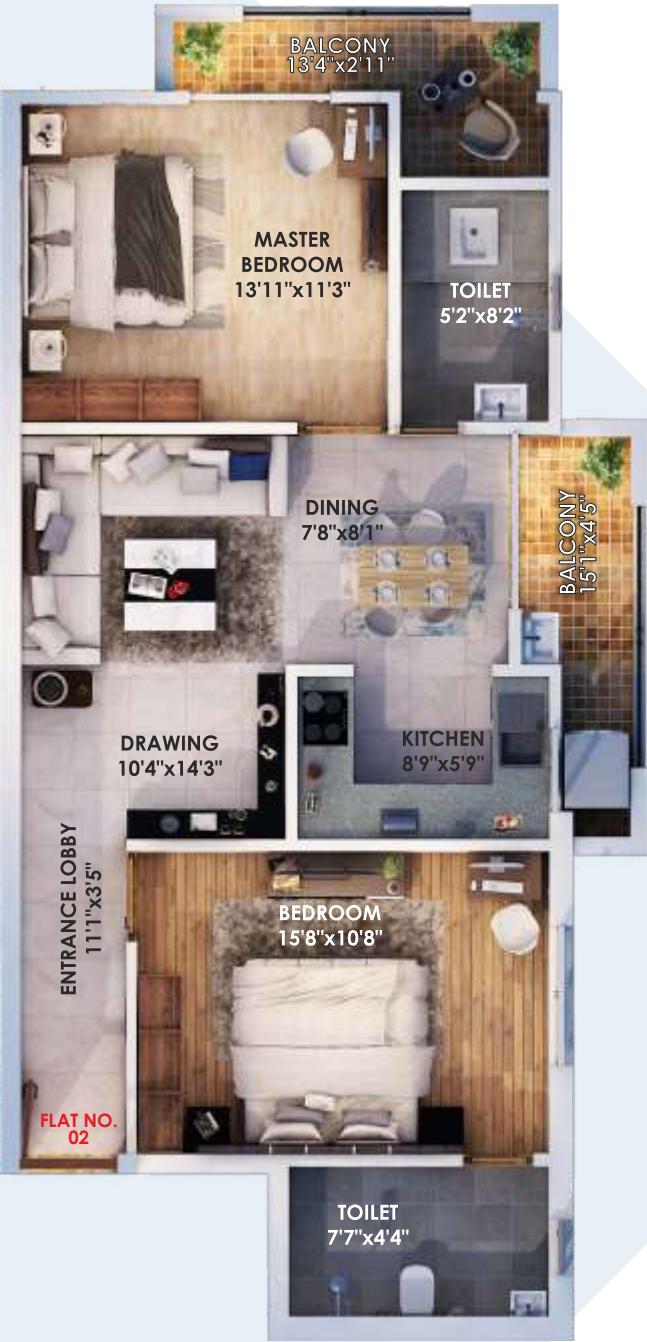 BALCONY
13'4"x2'11"
MASTER
BEDROOM
13'11"x11'3"
TOILET
5'2"x8'2"
DINING
7'8"x8'1"
BALCONY
15'1"x4'5"
DRAWING
10'4"x14'3"
KITCHEN
8'9"x5'9"
ENTRANCE LOBBY
11'1"x3'5"
BEDROOM
15'8"x10'8"
FLAT NO.
02
TOILET
7'7"x4'4"